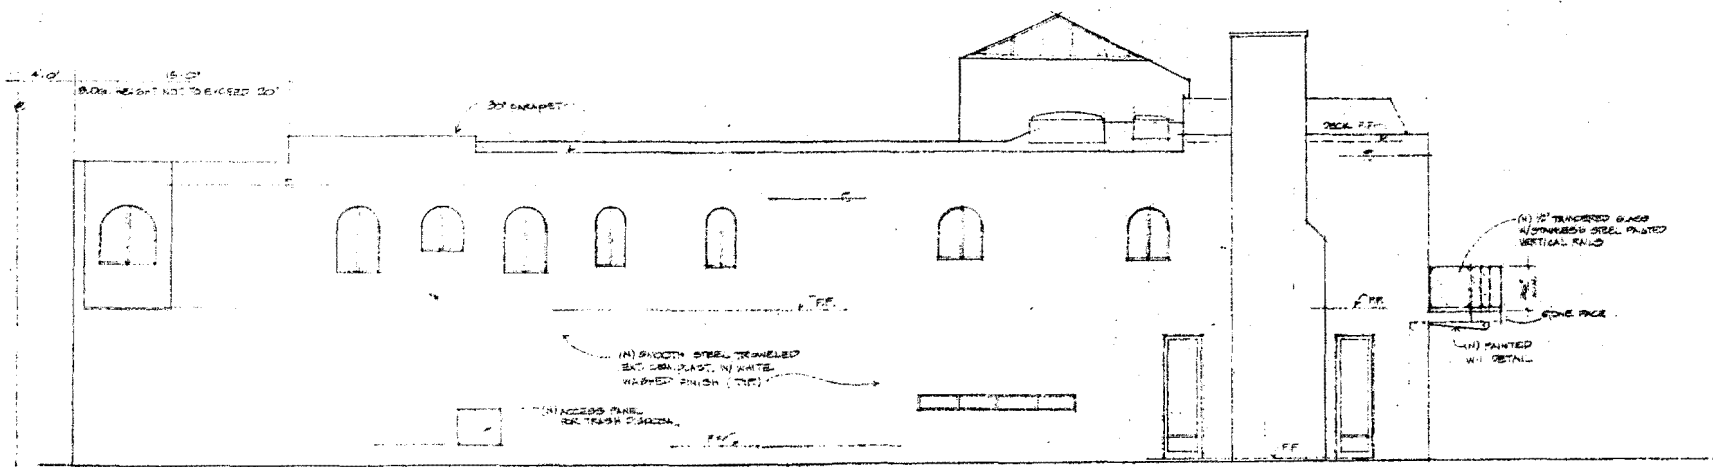 4'-0"
15'-0"
BLDG. HEIGHT NOT TO EXCEED 20'
30" PARAPET
DECK F.F.
(N) 1/2" TEMPERED GLASS
W/ STAINLESS STEEL PAINTED
VERTICAL RAILS
F.F.
F.F.
STONE FACE
(N) PAINTED
W.I. DETAIL
(N) SMOOTH STEEL TROWELED
EXT. CEM. PLAST. W/ WHITE
WASHED FINISH (TYP.)
(N) ACCESS PANEL
FOR TRASH
F.F.
F.F.